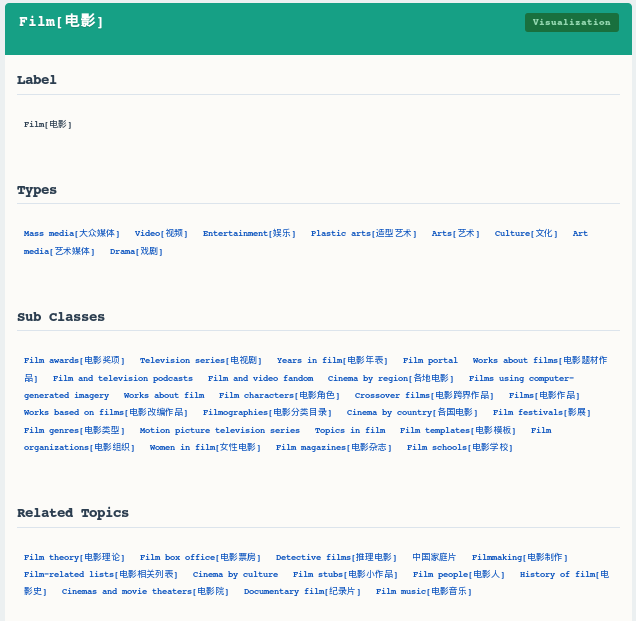 Film[电影]
Visualization
Label
Film[电影]
Types
Mass media[大众媒体] Video[视频] Entertainment[娱乐] Plastic arts[造型艺术] Arts[艺术] Culture[文化] Art
media[艺术媒体] Drama[戏剧]
Sub Classes
Film awards[电影奖项] Television series[电视剧] Years in film[电影年表] Film portal Works about films[电影题材作
品] Film and television podcasts Film and video fandom Cinema by region[各地电影] Films using computer-
generated imagery Works about film Film characters[电影角色] Crossover films[电影跨界作品] Films[电影作品]
Works based on films[电影改编作品] Filmographies[电影分类目录] Cinema by country[各国电影] Film festivals[影展]
Film genres[电影类型] Motion picture television series Topics in film Film templates[电影模板] Film
organizations[电影组织] Women in film[女性电影] Film magazines[电影杂志] Film schools[电影学校]
Related Topics
Film theory[电影理论] Film box office[电影票房] Detective films[推理电影] 中国家庭片 Filmmaking[电影制作]
Film-related lists[电影相关列表] Cinema by culture Film stubs[电影小作品] Film people[电影人] History of film[电
影史] Cinemas and movie theaters[电影院] Documentary film[纪录片] Film music[电影音乐]